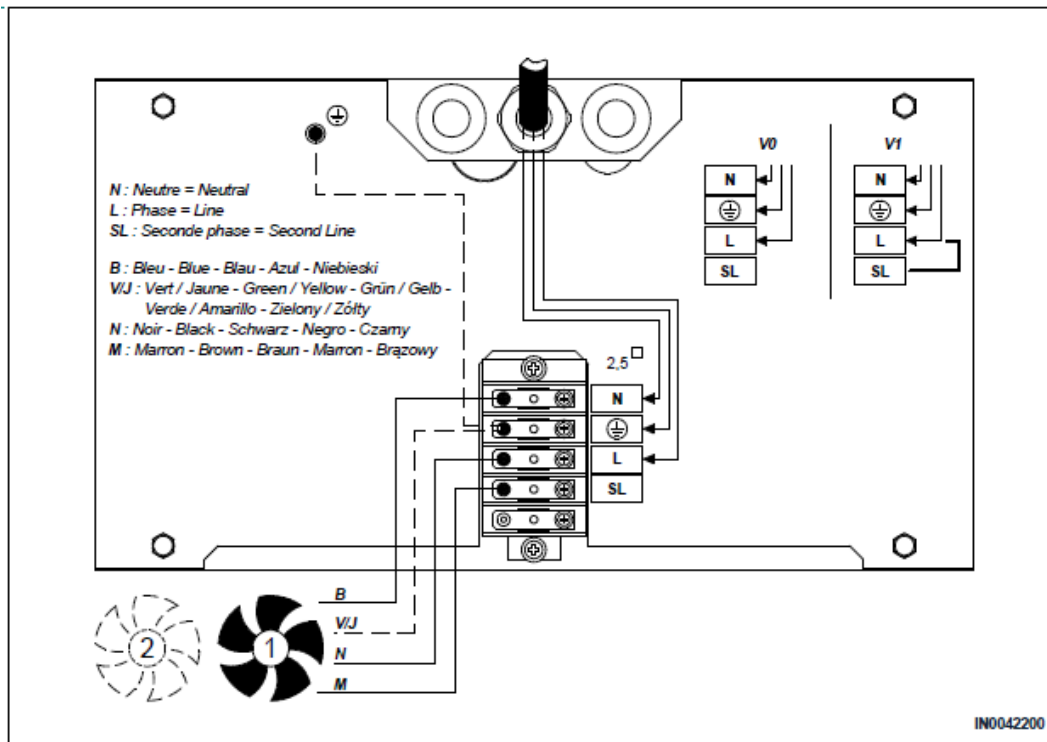 V0
V1
N
N
L
L
SL
SL
N : Neutre = Neutral
L : Phase = Line
SL : Seconde phase = Second Line
B : Bleu - Blue - Blau - Azul - Niebieski
V/J : Vert / Jaune - Green / Yellow - Grün / Gelb -
Verde / Amarillo - Zielony / Zółty
N : Noir - Black - Schwarz - Negro - Czarny
M : Marron - Brown - Braun - Marron - Brązowy
2,5
N
L
SL
B
V/J
N
M
2
1
IN0042200